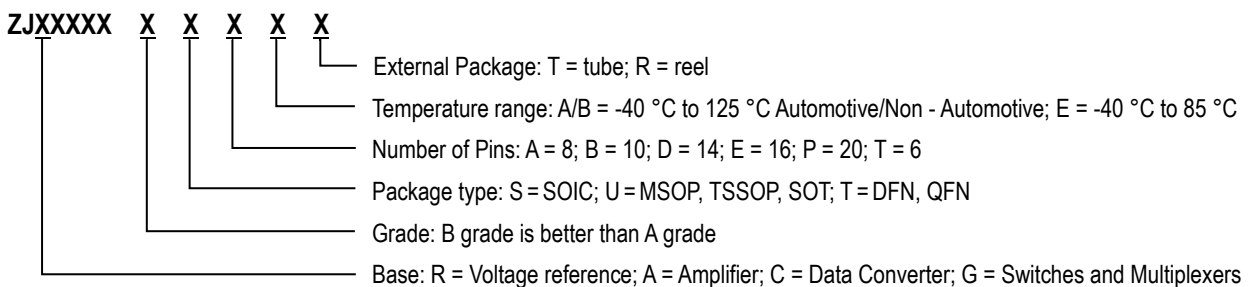 ZJXXXXX X X X X X
External Package: T = tube; R = reel
Temperature range: A/B = -40 °C to 125 °C Automotive/Non - Automotive; E = -40 °C to 85 °C
Number of Pins: A = 8; B = 10; D = 14; E = 16; P = 20; T = 6
Package type: S = SOIC; U = MSOP, TSSOP, SOT; T = DFN, QFN
Grade: B grade is better than A grade
Base: R = Voltage reference; A = Amplifier; C = Data Converter; G = Switches and Multiplexers